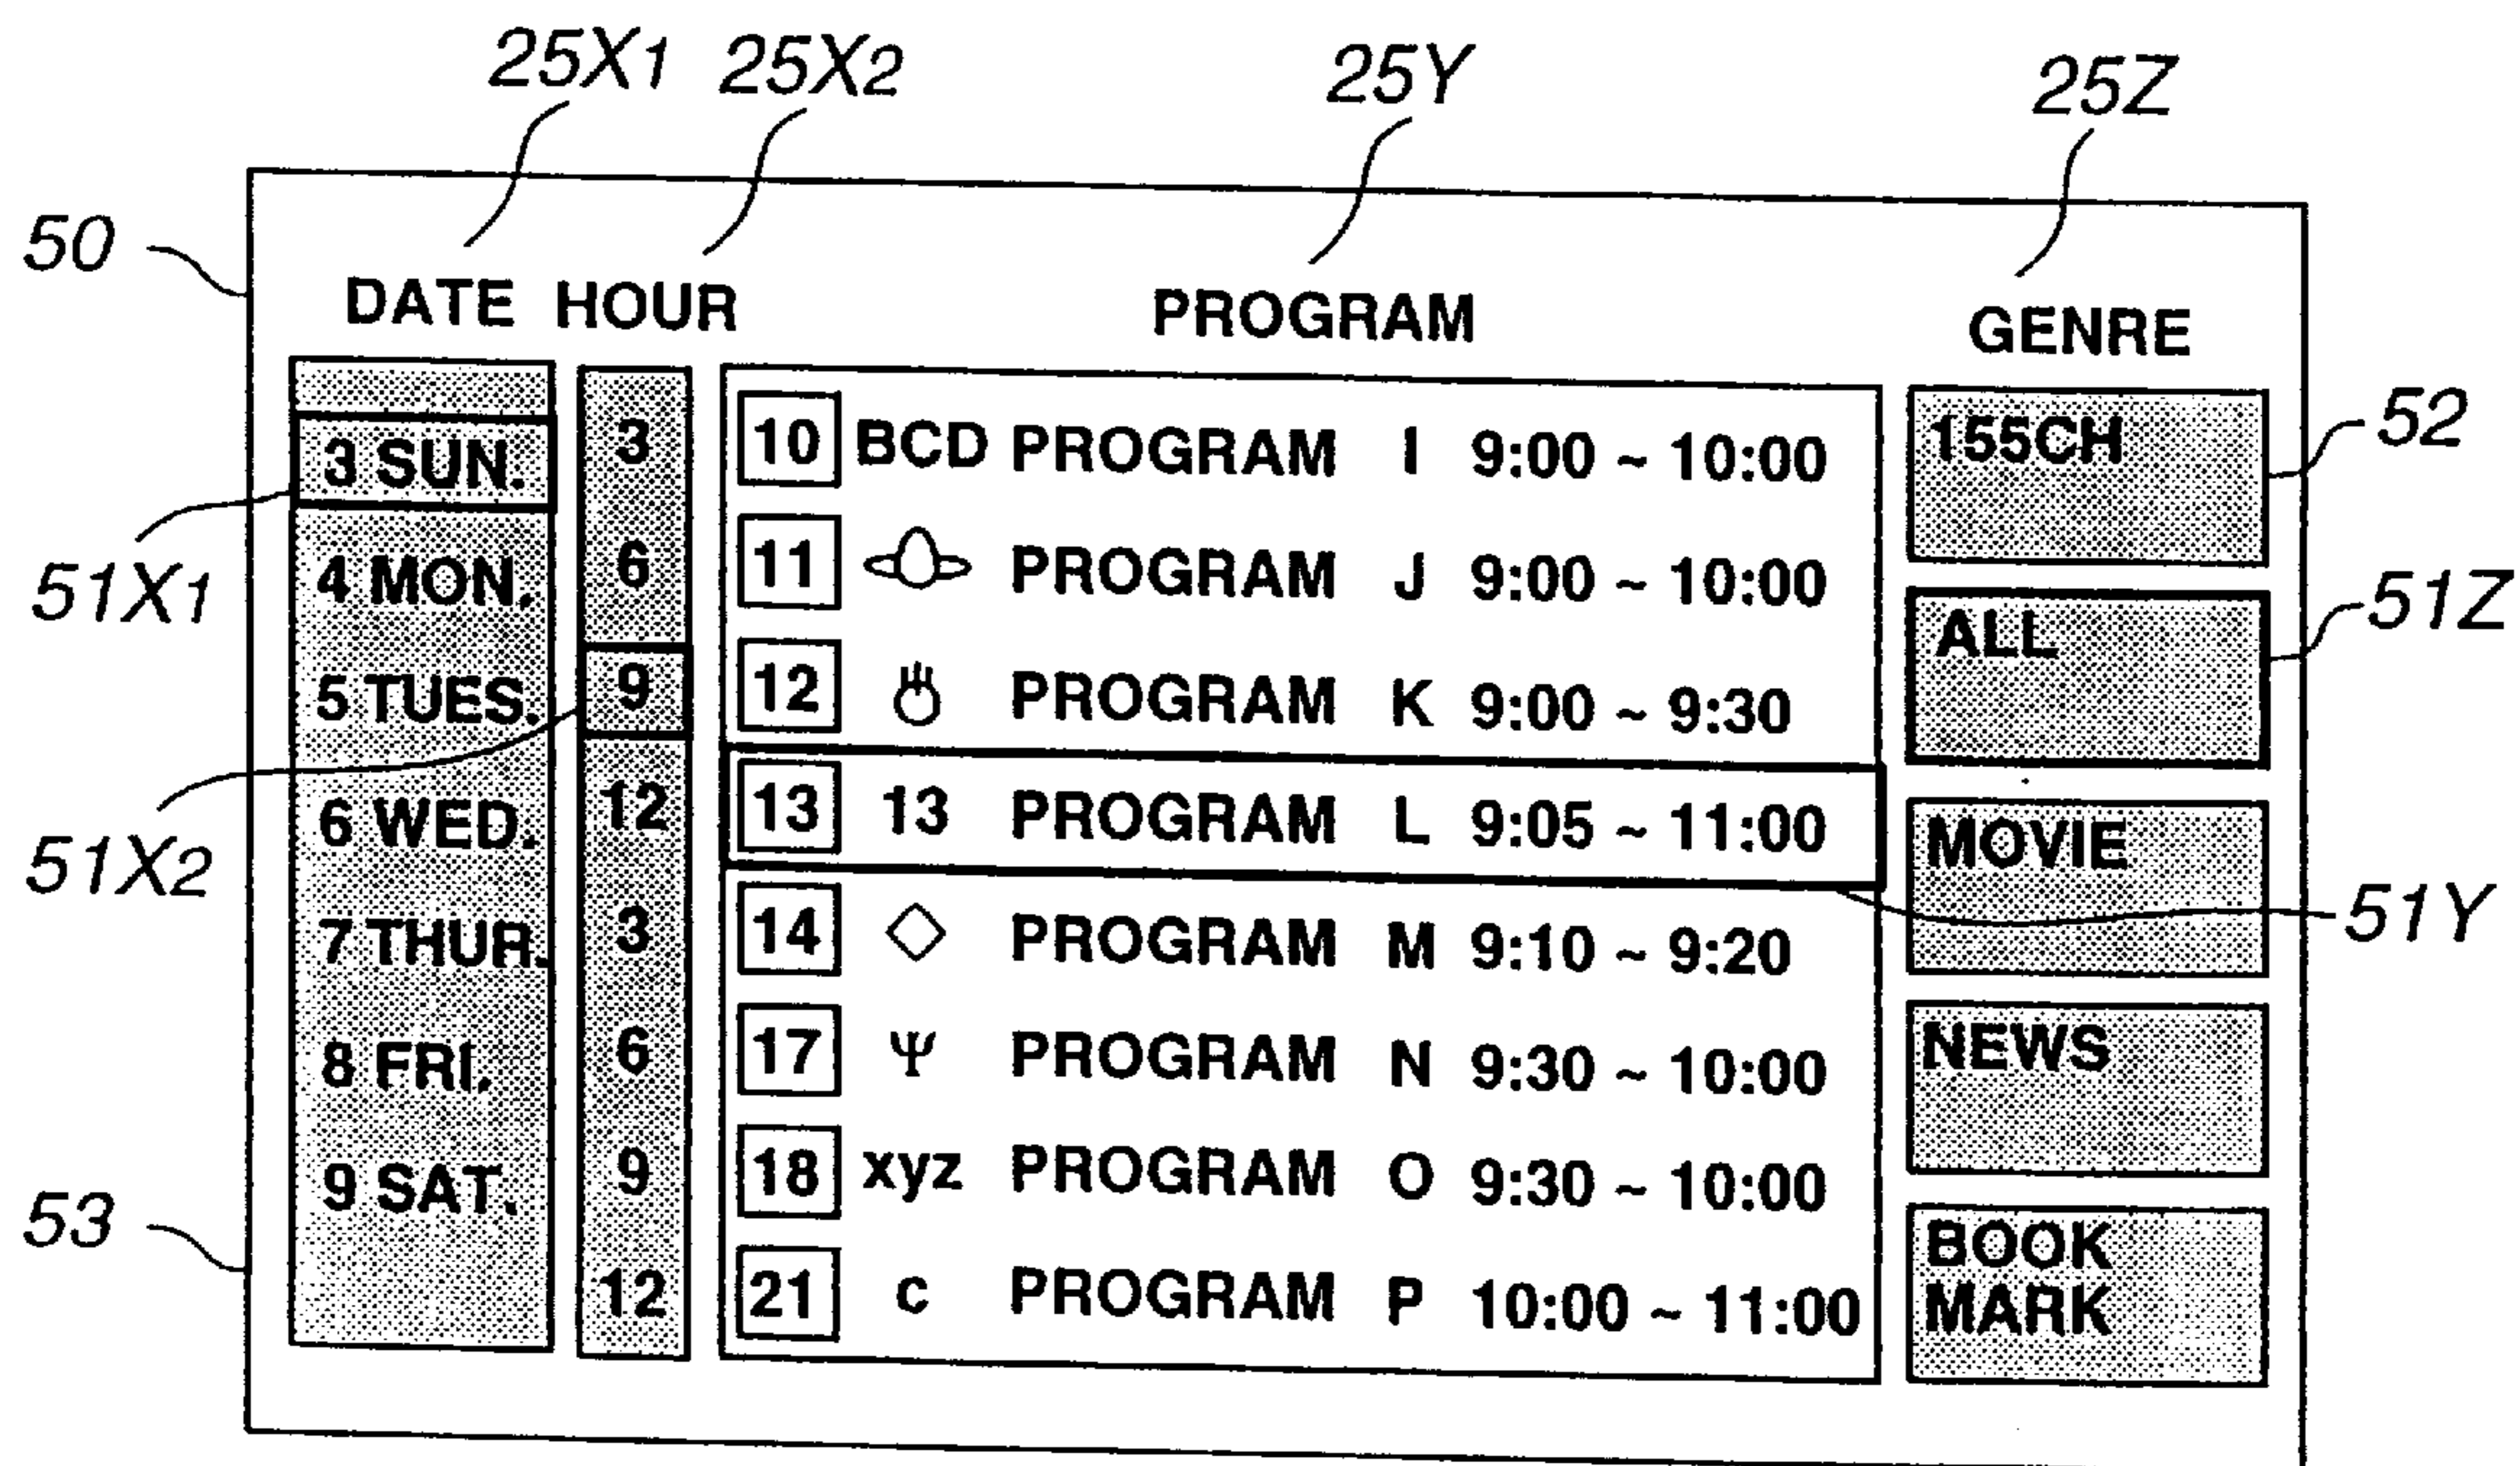 25X1 25X2 25Y 25Z
50
DATE HOUR PROGRAM GENRE
3 SUN.
4 MON.
5 TUES.
6 WED.
7 THUR.
8 FRI.
9 SAT.
3
6
9
12
3
6
9
12
10 BCD PROGRAM I 9:00 ~ 10:00
11 PROGRAM J 9:00 ~ 10:00
12 PROGRAM K 9:00 ~ 9:30
13 13 PROGRAM L 9:05 ~ 11:00
14 PROGRAM M 9:10 ~ 9:20
17 Ψ PROGRAM N 9:30 ~ 10:00
18 xyz PROGRAM O 9:30 ~ 10:00
21 c PROGRAM P 10:00 ~ 11:00
155CH
ALL
MOVIE
NEWS
BOOK
MARK
52
51Z
51Y
51X1
51X2
53